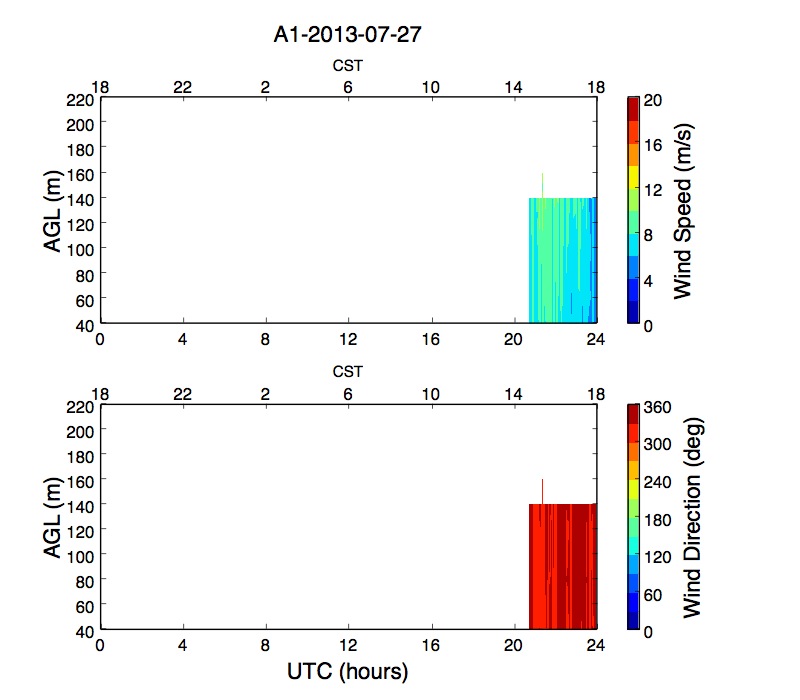 A1-2013-07-27
CST
18 22 2 6 10 14 18
220
200
180
160
140
120
100
80
60
40
AGL (m)
0 4 8 12 16 20 24
20
16
12
8
4
0
Wind Speed (m/s)
CST
18 22 2 6 10 14 18
220
200
180
160
140
120
100
80
60
40
AGL (m)
0 4 8 12 16 20 24
UTC (hours)
360
300
240
180
120
60
0
Wind Direction (deg)